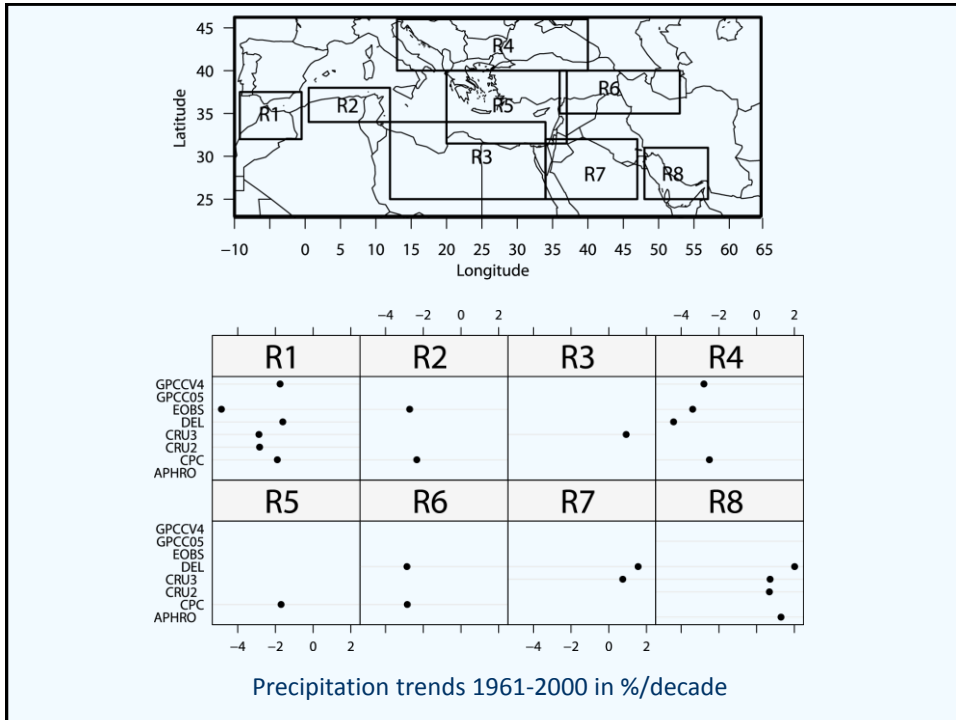 45
R4
40
R6
R5
35
R1
R2
30
R3
R7
R8
25
Latitude
−10 0 5 10 15 20 25 30 35 40 45 50 55 60 65
Longitude
−4 −2 0 2 −4 −2 0 2
R1 R2 R3 R4
GPCCV4
GPCC05
EOBS
DEL
CRU3
CRU2
CPC
APHRO
R5 R6 R7 R8
GPCCV4
GPCC05
EOBS
DEL
CRU3
CRU2
CPC
APHRO
−4 −2 0 2 −4 −2 0 2
Precipitation trends 1961-2000 in %/decade